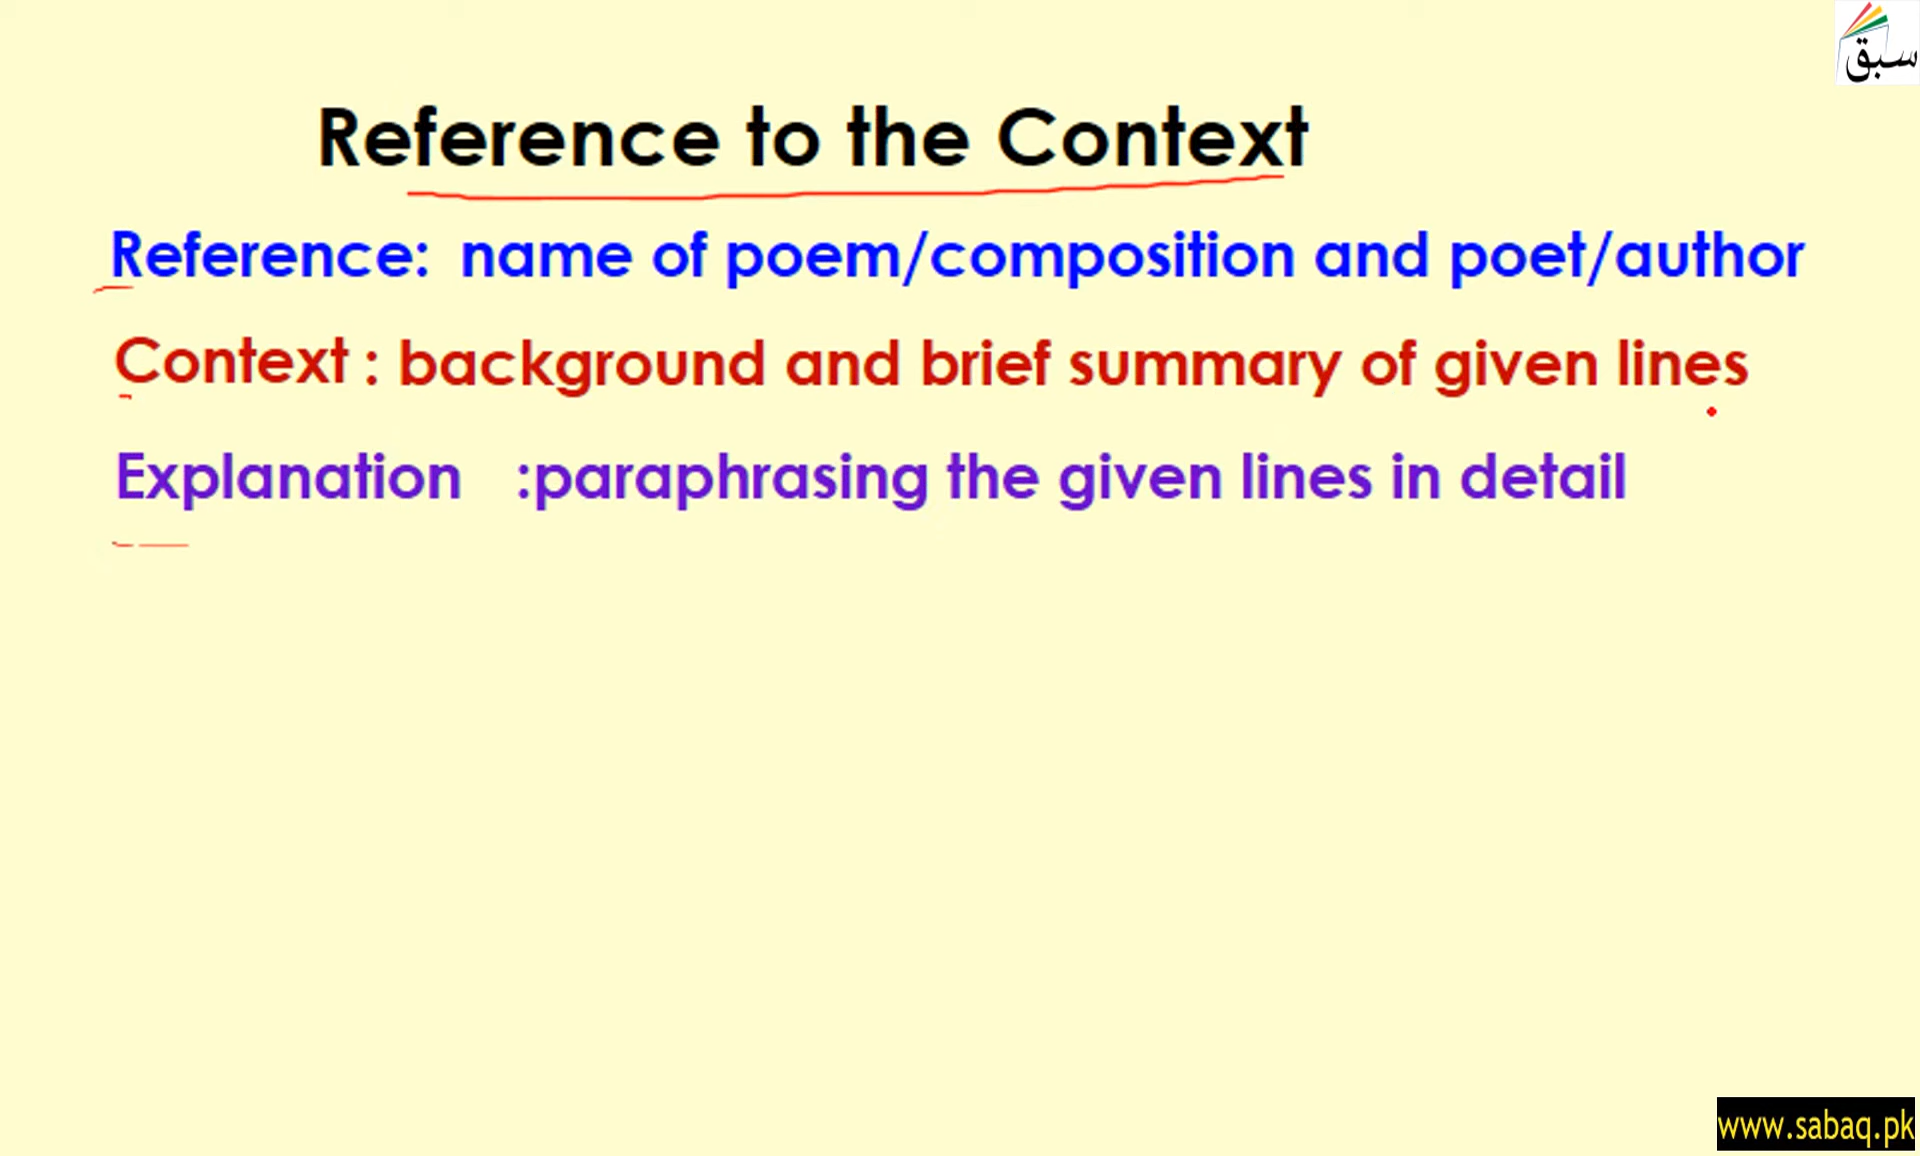 سبق
Reference to the Context
Reference: name of poem/composition and poet/author
Context : background and brief summary of given lines
Explanation :paraphrasing the given lines in detail
www.sabaq.pk